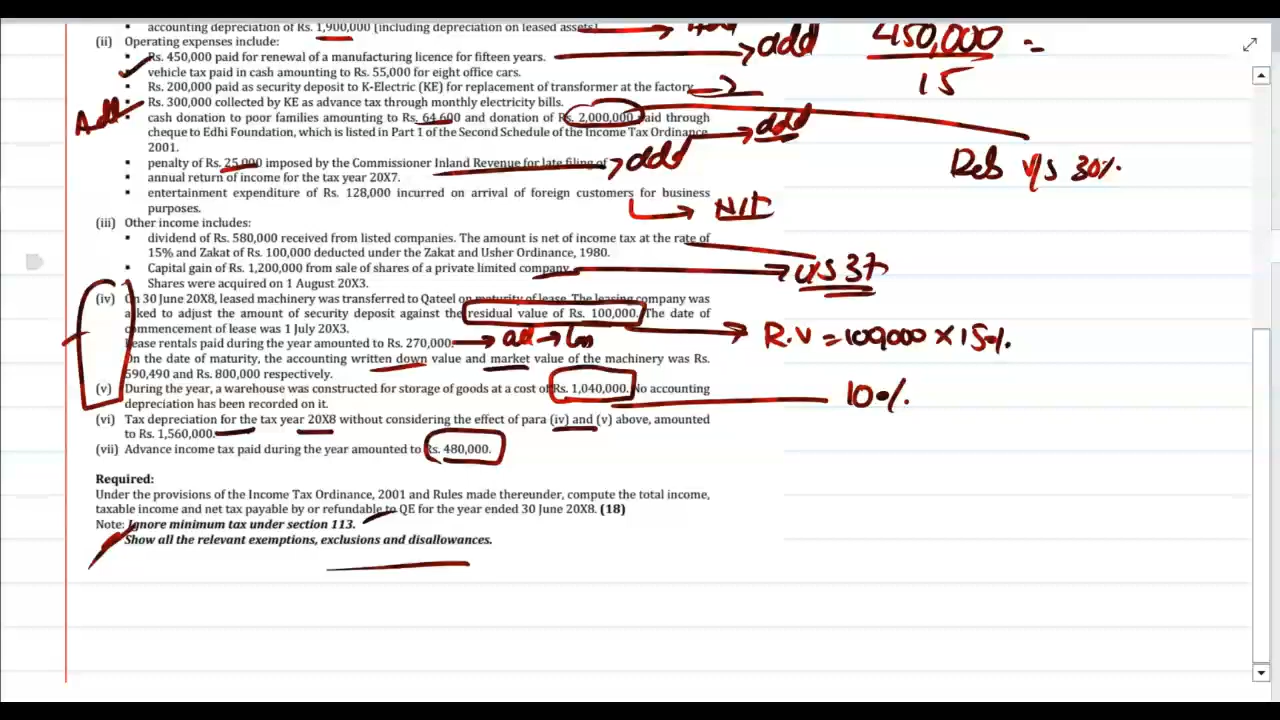 accounting depreciation of Rs. 1,900,000 (including depreciation on leased assets)
(ii) Operating expenses include:
▪ Rs. 450,000 paid for renewal of a manufacturing licence for fifteen years.
add 450,000 =
15
vehicle tax paid in cash amounting to Rs. 55,000 for eight office cars.
▪ Rs. 200,000 paid as security deposit to K-Electric (KE) for replacement of transformer at the factory
▪ Rs. 300,000 collected by KE as advance tax through monthly electricity bills.
Add
▪ cash donation to poor families amounting to Rs. 64,600 and donation of Rs. 2,000,000 paid through
cheque to Edhi Foundation, which is listed in Part 1 of the Second Schedule of the Income Tax Ordinance,
2001.
add
Reb v/s 30%
▪ penalty of Rs. 25,000 imposed by the Commissioner Inland Revenue for late filing of
add
▪ annual return of income for the tax year 20X7.
▪ entertainment expenditure of Rs. 128,000 incurred on arrival of foreign customers for business
purposes.
N/T
(iii) Other income includes:
▪ dividend of Rs. 580,000 received from listed companies. The amount is net of income tax at the rate of
15% and Zakat of Rs. 100,000 deducted under the Zakat and Usher Ordinance, 1980.
▪ Capital gain of Rs. 1,200,000 from sale of shares of a private limited company.
Shares were acquired on 1 August 20X3.
u/s 37
(iv) On 30 June 20X8, leased machinery was transferred to Qateel on maturity of lease. The leasing company was
asked to adjust the amount of security deposit against the residual value of Rs. 100,000. The date of
commencement of lease was 1 July 20X3.
R.V = 100,000 × 15%
Lease rentals paid during the year amounted to Rs. 270,000.
On the date of maturity, the accounting written down value and market value of the machinery was Rs.
590,490 and Rs. 800,000 respectively.
(v) During the year, a warehouse was constructed for storage of goods at a cost of Rs. 1,040,000. No accounting
depreciation has been recorded on it.
10%
(vi) Tax depreciation for the tax year 20X8 without considering the effect of para (iv) and (v) above, amounted
to Rs. 1,560,000.
(vii) Advance income tax paid during the year amounted to Rs. 480,000.
Required:
Under the provisions of the Income Tax Ordinance, 2001 and Rules made thereunder, compute the total income,
taxable income and net tax payable by or refundable to QE for the year ended 30 June 20X8. (18)
Note: Ignore minimum tax under section 113.
Show all the relevant exemptions, exclusions and disallowances.